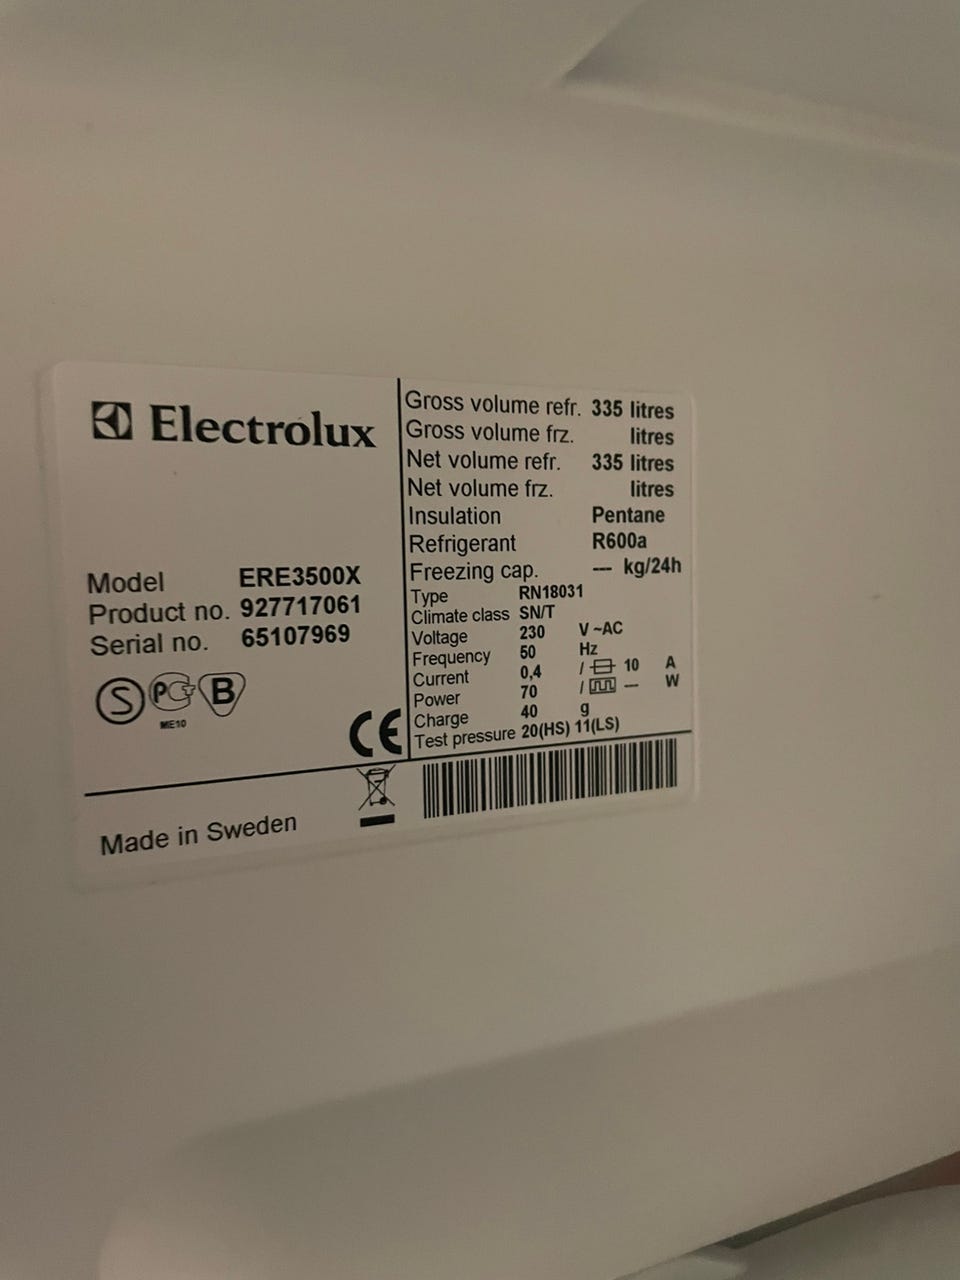 Electrolux
Model ERE3500X
Product no. 927717061
Serial no. 65107969
S PCT B
ME10
CE
Made in Sweden
Gross volume refr. 335 litres
Gross volume frz. litres
Net volume refr. 335 litres
Net volume frz. litres
Insulation Pentane
Refrigerant R600a
Freezing cap. --- kg/24h
Type RN18031
Climate class SN/T
Voltage 230 V ~AC
Frequency 50 Hz
Current 0,4 / 10 A
Power 70 / --- W
Charge 40 g
Test pressure 20(HS) 11(LS)